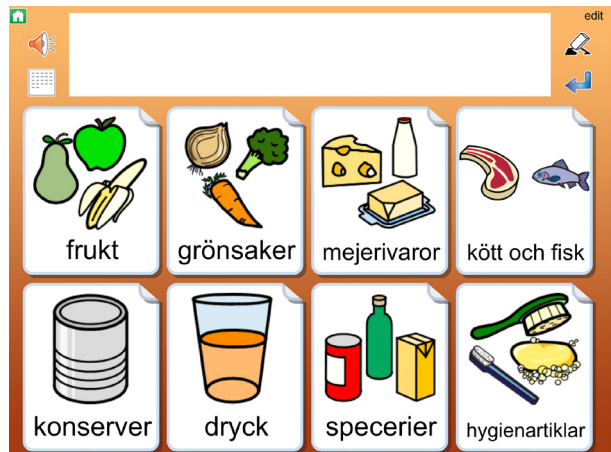 edit
frukt
grönsaker
mejerivaror
kött och fisk
konserver
dryck
specerier
hygienartiklar